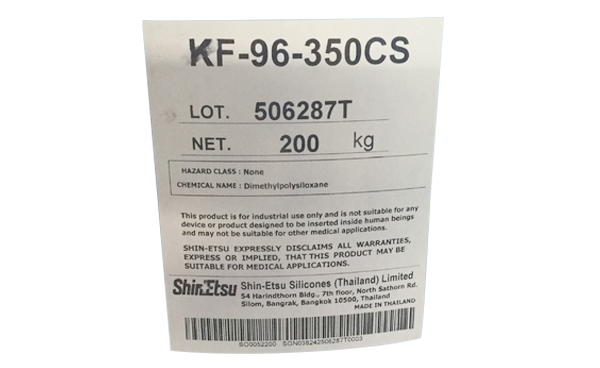 KF-96-350CS
LOT. 506287T
NET. 200 kg
HAZARD CLASS : None
CHEMICAL NAME : Dimethylpolysiloxane
This product is for industrial use only and is not suitable for any
device or product designed to be inserted inside human beings
and may not be suitable for other medical applications.
SHIN-ETSU EXPRESSLY DISCLAIMS ALL WARRANTIES,
EXPRESS OR IMPLIED, THAT THIS PRODUCT MAY BE
SUITABLE FOR MEDICAL APPLICATIONS.
ShinEtsu Shin-Etsu Silicones (Thailand) Limited
54 Harindthorn Bldg., 7th floor, North Sathorn Rd.
Silom, Bangrak, Bangkok 10500, Thailand
MADE IN THAILAND
SO0052200 SGN038242506287T0003